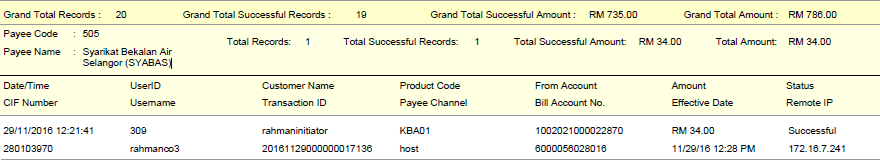 Grand Total Records : 20 Grand Total Successful Records : 19 Grand Total Successful Amount : RM 735.00 Grand Total Amount : RM 786.00
Payee Code : 505
Total Records: 1 Total Successful Records: 1 Total Successful Amount: RM 34.00 Total Amount: RM 34.00
Payee Name : Syarikat Bekalan Air
Selangor (SYABAS)
Date/Time UserID Customer Name Product Code From Account Amount Status
CIF Number Username Transaction ID Payee Channel Bill Account No. Effective Date Remote IP
29/11/2016 12:21:41 309 rahmaninitiator KBA01 1002021000022870 RM 34.00 Successful
280103970 rahmanco3 20161129000000017136 host 6000056028016 11/29/16 12:28 PM 172.16.7.241